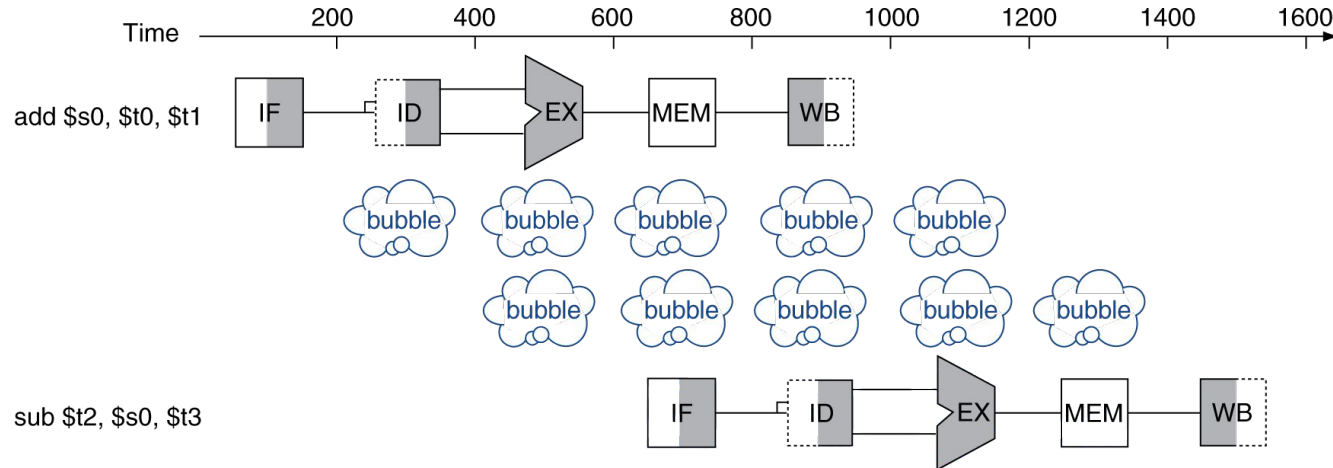 200 400 600 800 1000 1200 1400 1600
Time
add $s0, $t0, $t1 IF ID EX MEM WB
bubble bubble bubble bubble bubble
bubble bubble bubble bubble bubble
sub $t2, $s0, $t3 IF ID EX MEM WB